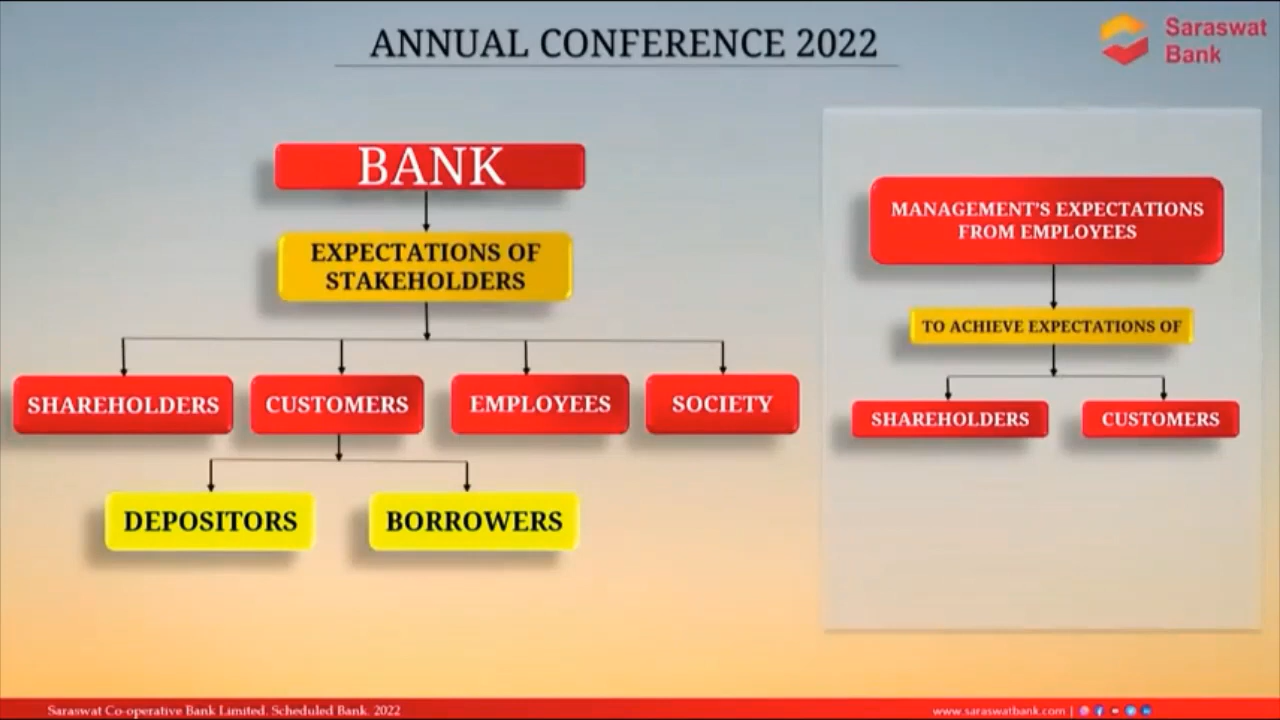 ANNUAL CONFERENCE 2022
Saraswat
Bank
BANK
EXPECTATIONS OF
STAKEHOLDERS
SHAREHOLDERS
CUSTOMERS
EMPLOYEES
SOCIETY
DEPOSITORS
BORROWERS
MANAGEMENT'S EXPECTATIONS
FROM EMPLOYEES
TO ACHIEVE EXPECTATIONS OF
SHAREHOLDERS
CUSTOMERS
Saraswat Co-operative Bank Limited. Scheduled Bank. 2022
www.saraswatbank.com |